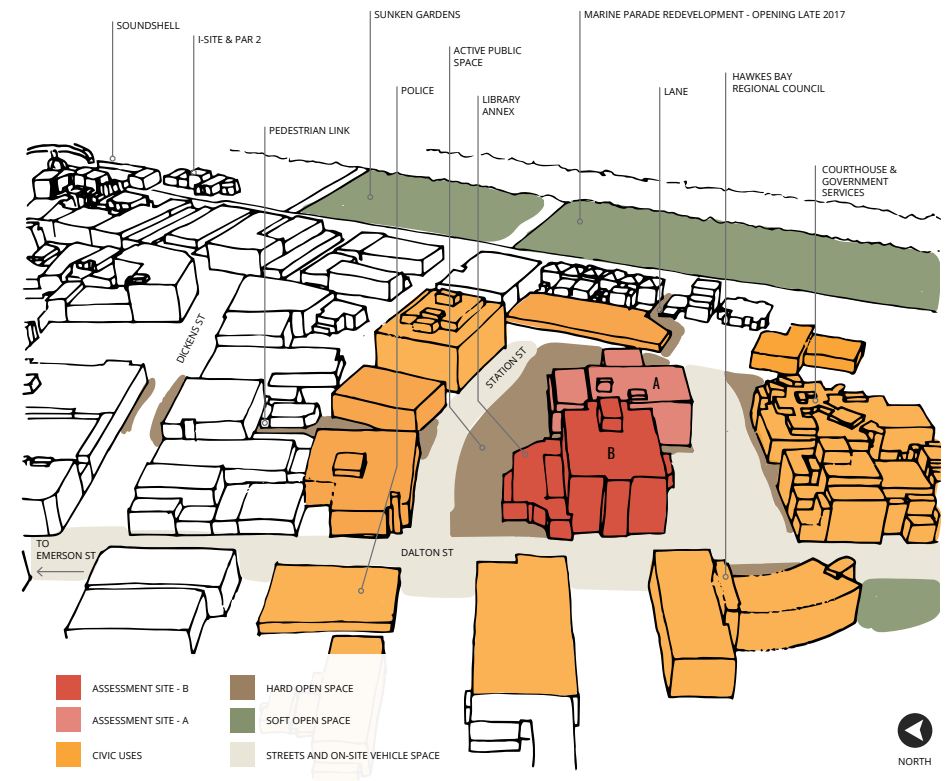 SOUNDSHELL
I-SITE & PAR 2
SUNKEN GARDENS
MARINE PARADE REDEVELOPMENT - OPENING LATE 2017
ACTIVE PUBLIC
SPACE
POLICE
LIBRARY
ANNEX
LANE
HAWKES BAY
REGIONAL COUNCIL
PEDESTRIAN LINK
COURTHOUSE &
GOVERNMENT
SERVICES
DICKENS ST
STATION ST
A
B
TO
EMERSON ST
DALTON ST
ASSESSMENT SITE - B
HARD OPEN SPACE
ASSESSMENT SITE - A
SOFT OPEN SPACE
CIVIC USES
STREETS AND ON-SITE VEHICLE SPACE
NORTH